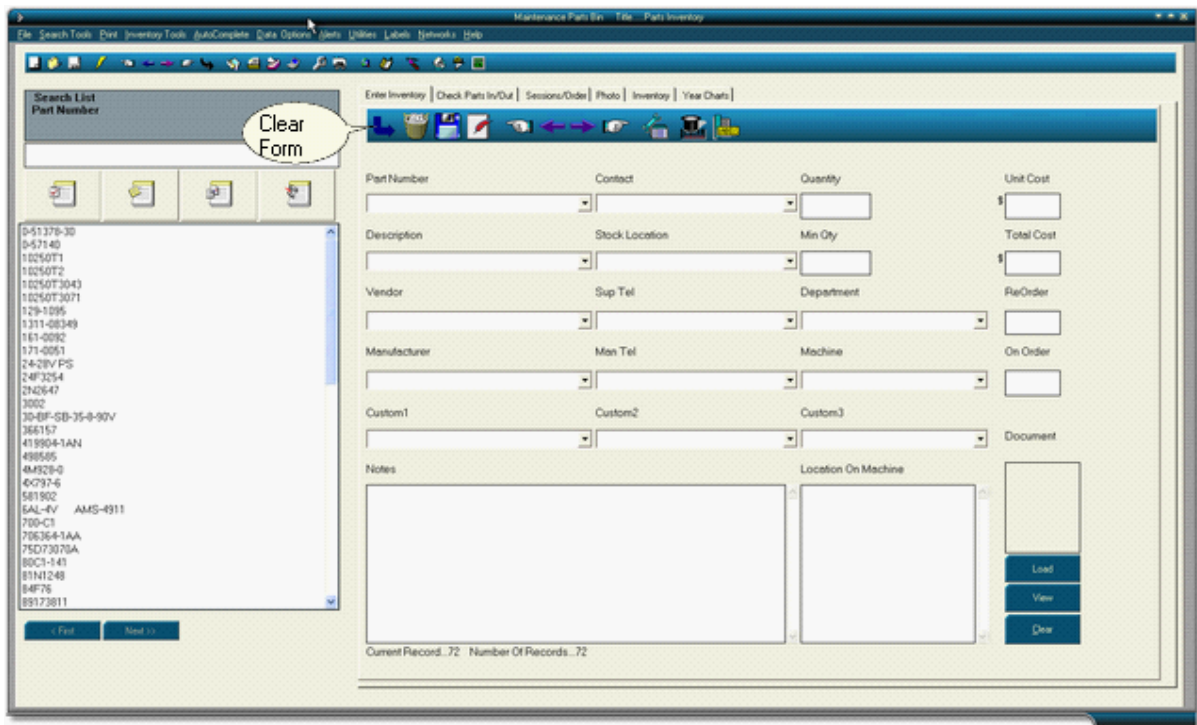 Maintenance Parts Bin Title....Parts Inventory
File Search Tools Print Inventory Tools AutoComplete Data Options Alerts Utilities Labels Networks Help
Search List
Part Number
Clear
Form
Enter Inventory Check Parts In/Out Sessions/Order Photo Inventory Year Charts
Part Number Contact Quantity Unit Cost
$
Description Stock Location Min Qty Total Cost
$
Vendor Sup Tel Department ReOrder
Manufacturer Man Tel Machine On Order
Custom1 Custom2 Custom3
Document
Notes Location On Machine
0-51378-30
0-57140
10250T1
10250T2
10250T3043
10250T3071
129-1095
1311-08349
161-0092
171-0051
24-28V PS
24F3254
2N2647
3002
30-BF-SB-35-8-90V
366157
419904-1AN
498585
4M928-0
4X797-6
581902
6AL-4V AMS-4911
700-C1
706364-1AA
75D73070A
80C1-141
81N1248
84F76
89173811
Load
View
Clear
< First Next >>
Current Record...72 Number Of Records...72